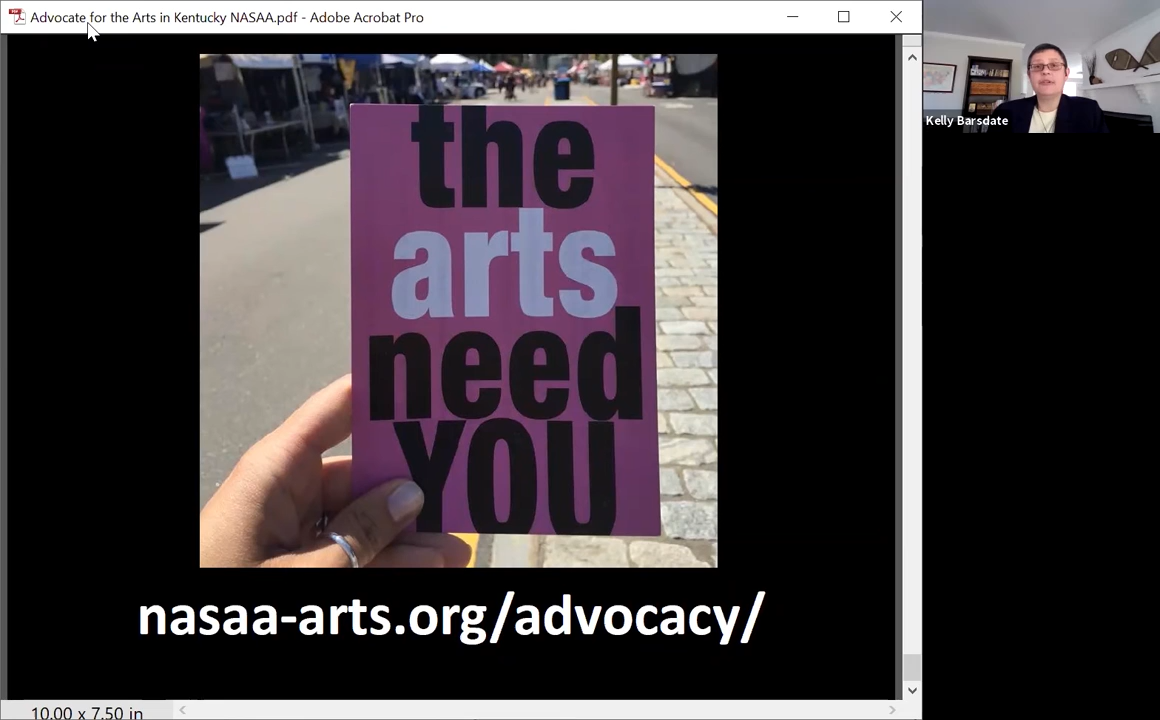 Advocate for the Arts in Kentucky NASAA.pdf - Adobe Acrobat Pro
Kelly Barsdate
the
arts
need
YOU
nasaa-arts.org/advocacy/
10.00 x 7.50 in